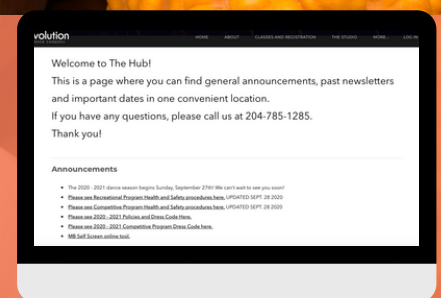 volution
HOME ABOUT CLASSES AND REGISTRATION THE STUDIO MORE... LOG IN
Welcome to The Hub!
This is a page where you can find general announcements, past newsletters
and important dates in one convenient location.
If you have any questions, please call us at 204-785-1285.
Thank you!
Announcements
• The 2020 - 2021 dance season begins Sunday, September 27th! We can't wait to see you soon!
• Please see Recreational Program Health and Safety procedures here. UPDATED SEPT. 28 2020
• Please see Competitive Program Health and Safety procedures here. UPDATED SEPT. 28 2020
• Please see 2020 - 2021 Policies and Dress Code Here.
• Please see 2020 - 2021 Competitive Program Dress Code here.
• MB Self Screen online tool.